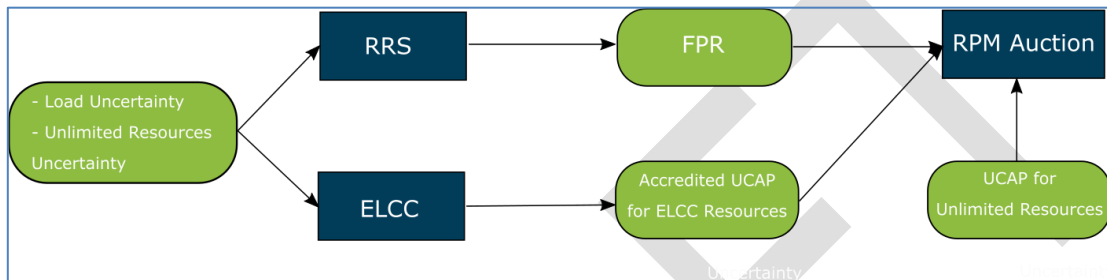 RRS
FPR
RPM Auction
- Load Uncertainty
- Unlimited Resources
Uncertainty
ELCC
Accredited UCAP
for ELCC Resources
UCAP for
Unlimited Resources
Uncertainty
Uncertaint